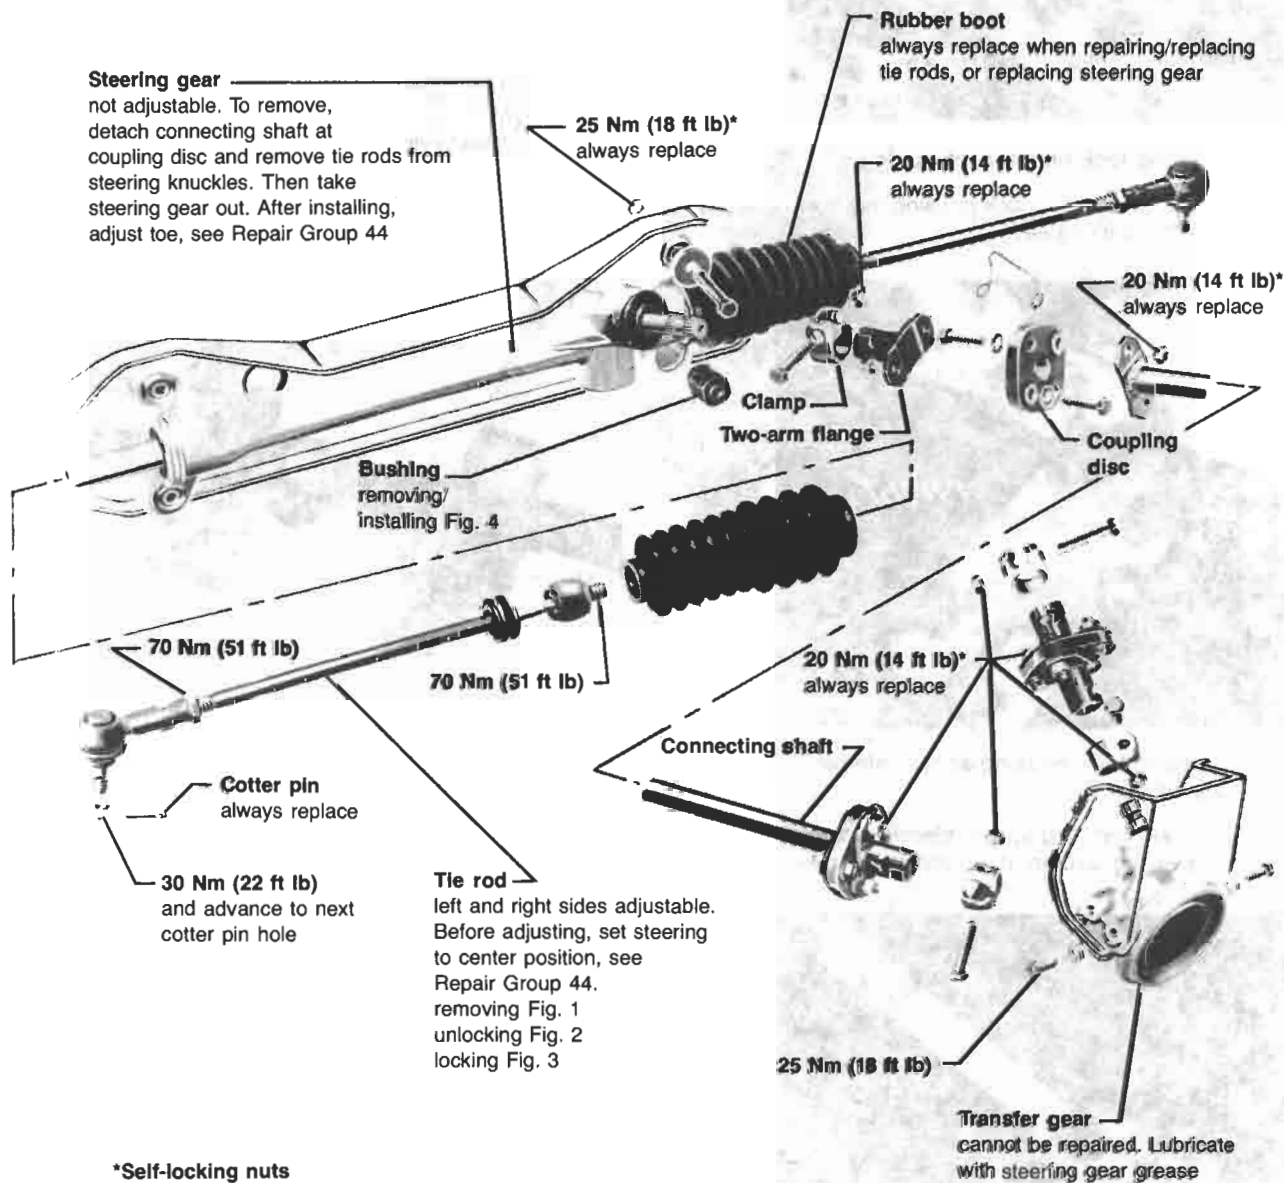 Rubber boot
always replace when repairing/replacing
tie rods, or replacing steering gear
Steering gear
not adjustable. To remove,
detach connecting shaft at
coupling disc and remove tie rods from
steering knuckles. Then take
steering gear out. After installing,
adjust toe, see Repair Group 44
25 Nm (18 ft lb)*
always replace
20 Nm (14 ft lb)*
always replace
20 Nm (14 ft lb)*
always replace
Clamp
Two-arm flange
Coupling
disc
Bushing
removing/
installing Fig. 4
70 Nm (51 ft lb)
70 Nm (51 ft lb)
20 Nm (14 ft lb)*
always replace
Connecting shaft
Cotter pin
always replace
30 Nm (22 ft lb)
and advance to next
cotter pin hole
Tie rod
left and right sides adjustable.
Before adjusting, set steering
to center position, see
Repair Group 44.
removing Fig. 1
unlocking Fig. 2
locking Fig. 3
25 Nm (18 ft lb)
Transfer gear
cannot be repaired. Lubricate
with steering gear grease
*Self-locking nuts